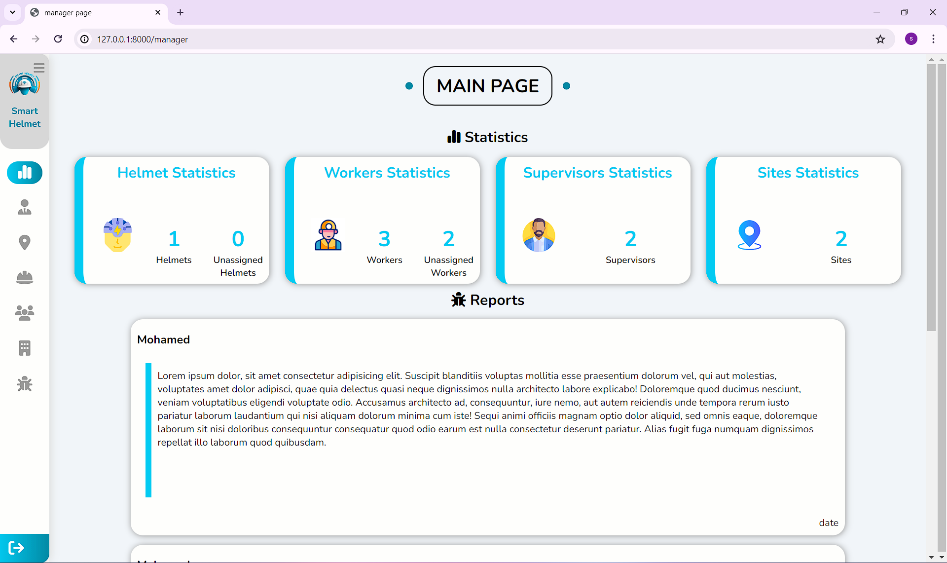 manager page
127.0.0.1:8000/manager
s
Smart
Helmet
MAIN PAGE
Statistics
Helmet Statistics
1
0
Helmets
Unassigned
Helmets
Workers Statistics
3
2
Workers
Unassigned
Workers
Supervisors Statistics
2
Supervisors
Sites Statistics
2
Sites
Reports
Mohamed
Lorem ipsum dolor, sit amet consectetur adipisicing elit. Suscipit blanditiis voluptas mollitia esse praesentium dolorum vel, qui aut molestias,
voluptates amet dolor adipisci, quae quia delectus quasi neque dignissimos nulla architecto labore explicabo! Doloremque quod ducimus nesciunt,
veniam voluptatibus eligendi voluptate odio. Accusamus architecto ad, consequuntur, iure nemo, aut autem reiciendis unde tempora rerum iusto
pariatur laborum laudantium qui nisi aliquam dolorum minima cum iste! Sequi animi officiis magnam optio dolor aliquid, sed omnis eaque, doloremque
laborum sit nisi doloribus consequuntur consequatur quod odio earum est nulla consectetur deserunt pariatur. Alias fugit fuga numquam dignissimos
repellat illo laborum quod quibusdam.
date